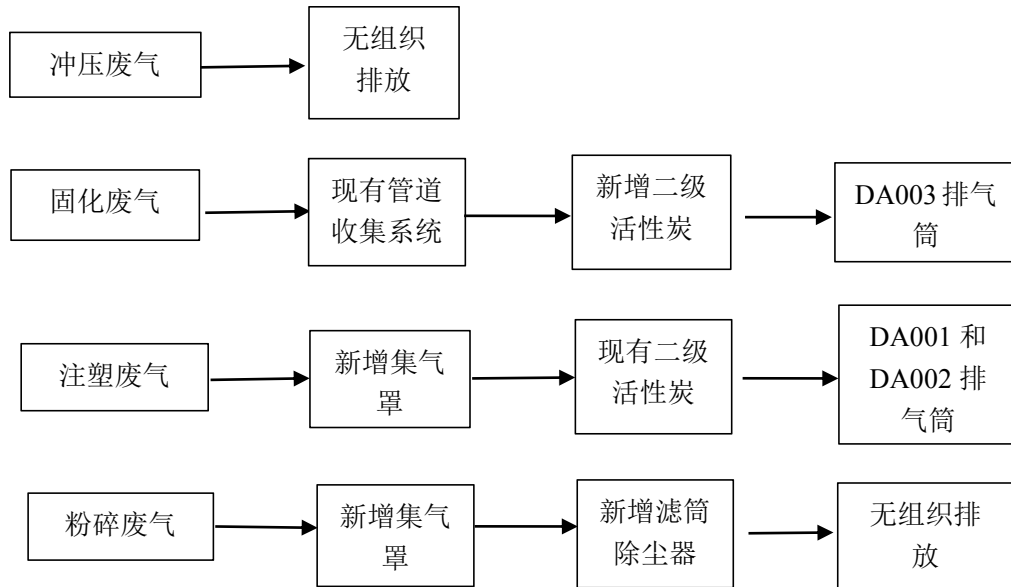 冲压废气
无组织
排放
固化废气
现有管道
收集系统
新增二级
活性炭
DA003 排气
筒
注塑废气
新增集气
罩
现有二级
活性炭
DA001 和
DA002 排
气筒
粉碎废气
新增集气
罩
新增滤筒
除尘器
无组织排
放